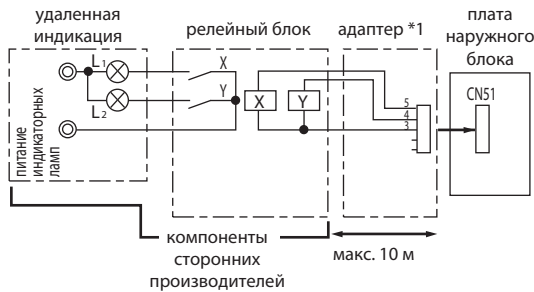 удаленная
индикация
релейный блок
адаптер *1
плата
наружного
блока
L1
X
L2
Y
X
Y
5
4
3
CN51
питание
индикаторных
ламп
компоненты
сторонних
производителей
макс. 10 м